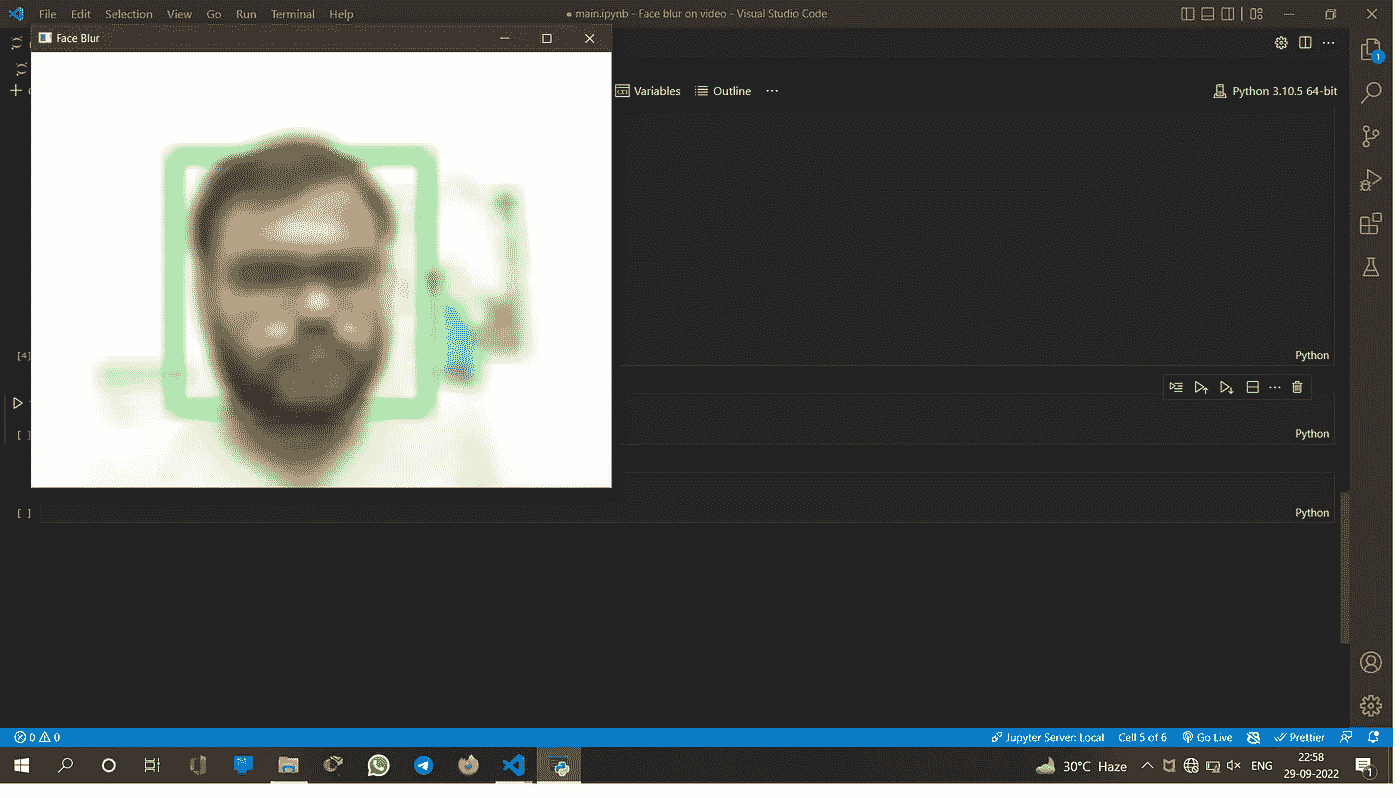 File Edit Selection View Go Run Terminal Help
● main.ipynb - Face blur on video - Visual Studio Code
Face Blur
1
Variables Outline ...
Python 3.10.5 64-bit
[4]
Python
[ ]
Python
[ ]
Python
0 0
Jupyter Server: Local Cell 5 of 6 Go Live Prettier
30°C Haze ENG
22:58
29-09-2022
1